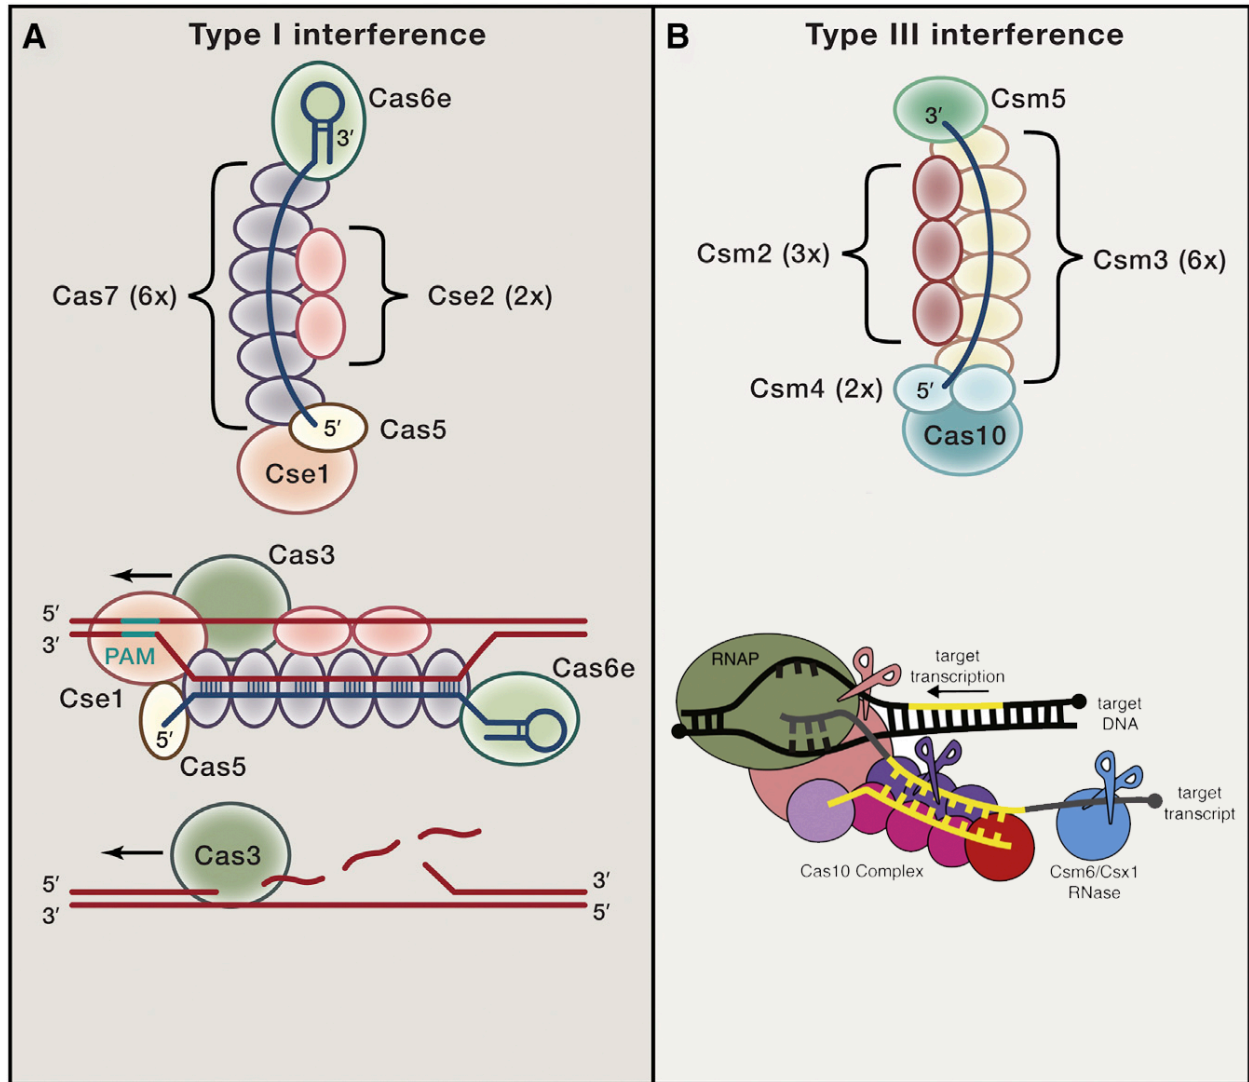 A
Type I interference
Cas6e
3′
Cas7 (6x)
Cse2 (2x)
5′
Cas5
Cse1
Cas3
5′
3′
PAM
Cas6e
Cse1
5′
Cas5
Cas3
5′
3′
3′
5′
B
Type III interference
Csm5
3′
Csm2 (3x)
Csm3 (6x)
Csm4 (2x)
5′
Cas10
RNAP
target
transcription
target
DNA
target
transcript
Cas10 Complex
Csm6/Csx1
RNase